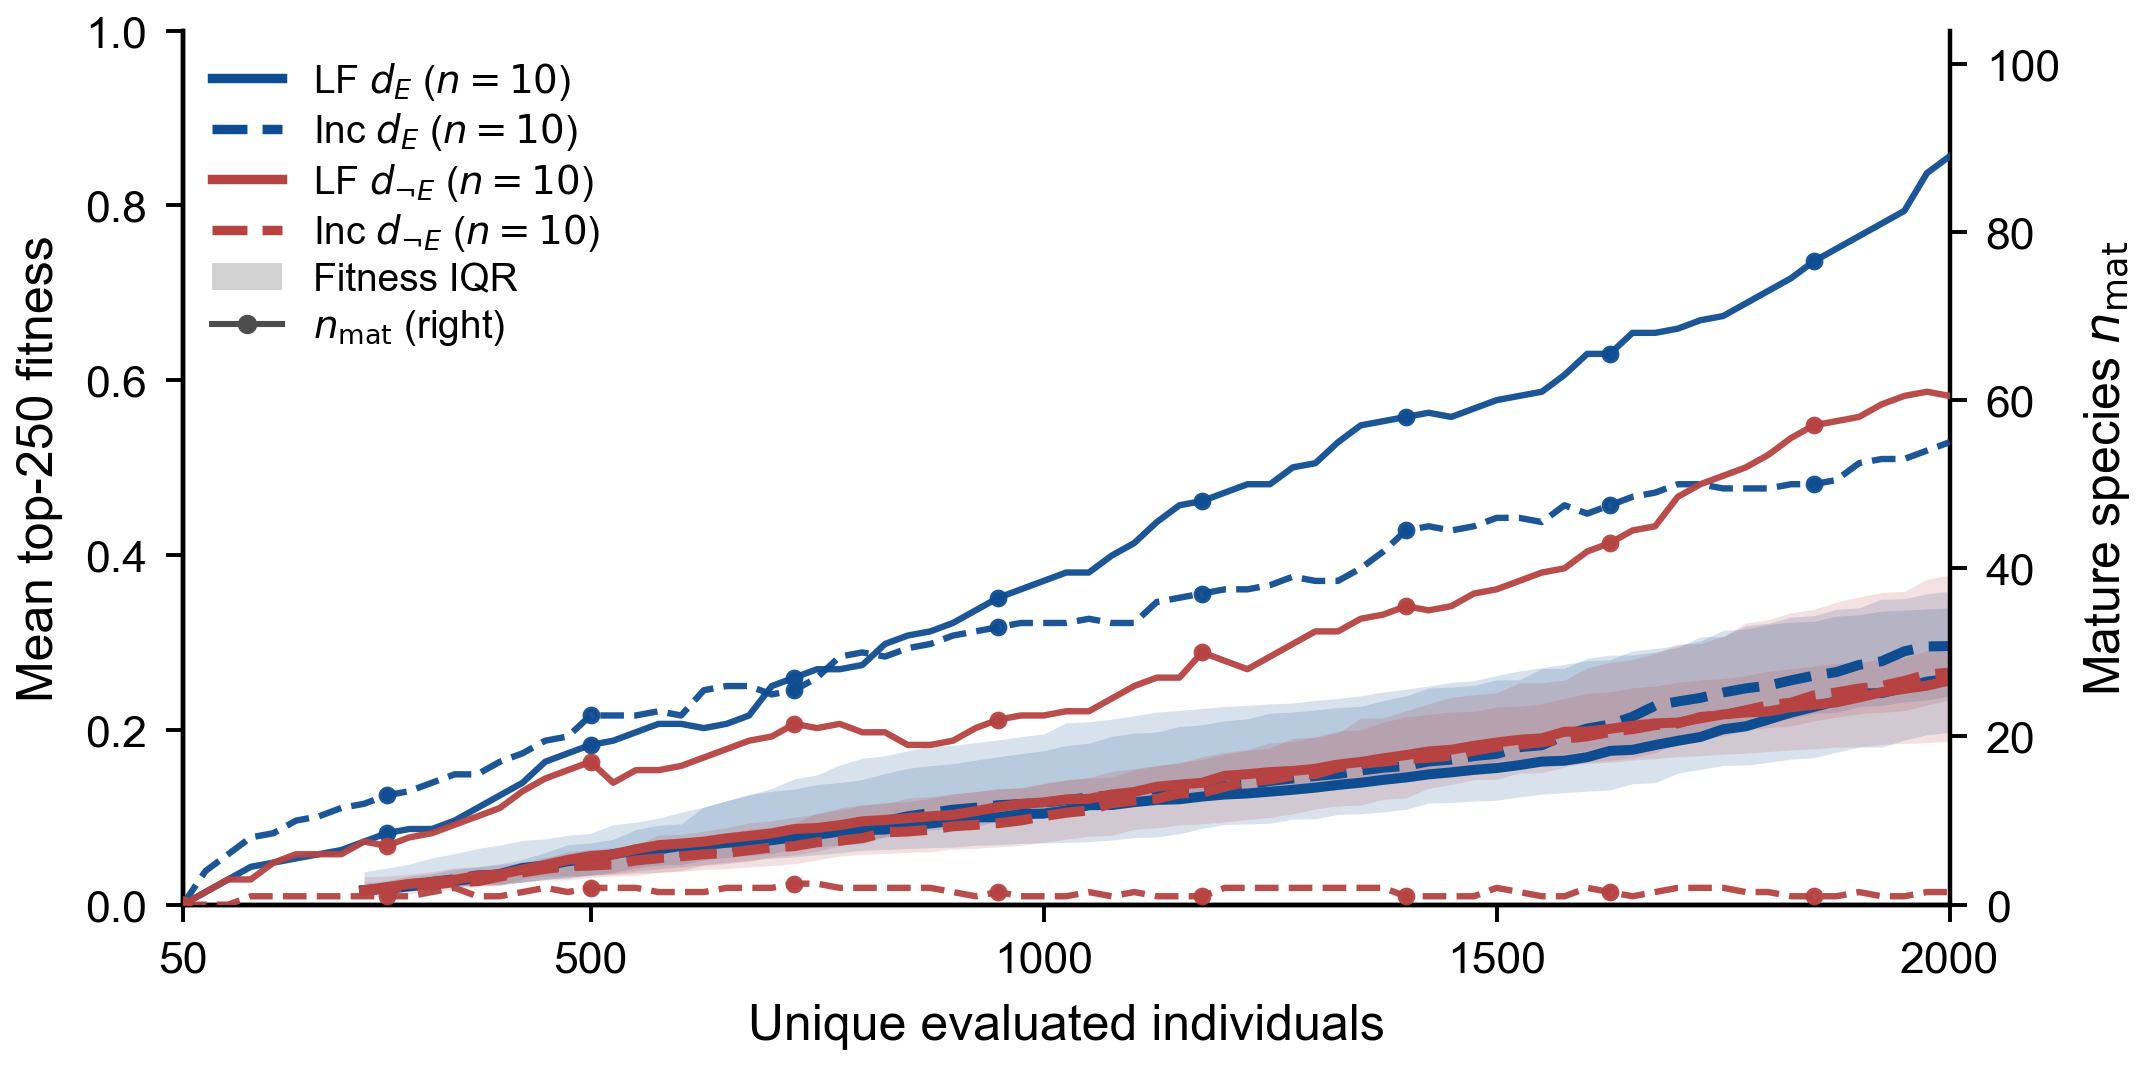 1.0
0.8
0.6
0.4
0.2
0.0
Mean top-250 fitness
LF d_E (n = 10)
Inc d_E (n = 10)
LF d_¬E (n = 10)
Inc d_¬E (n = 10)
Fitness IQR
n_mat (right)
100
80
60
40
20
0
Mature species n_mat
50 500 1000 1500 2000
Unique evaluated individuals